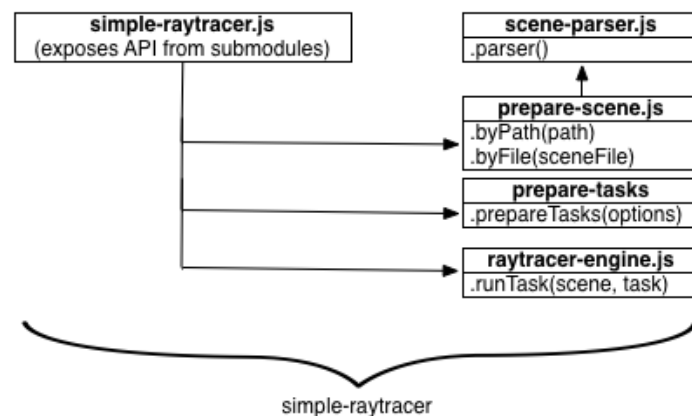 simple-raytracer.js
(exposes API from submodules)
scene-parser.js
.parser()
prepare-scene.js
.byPath(path)
.byFile(sceneFile)
prepare-tasks
.prepareTasks(options)
raytracer-engine.js
.runTask(scene, task)
simple-raytracer